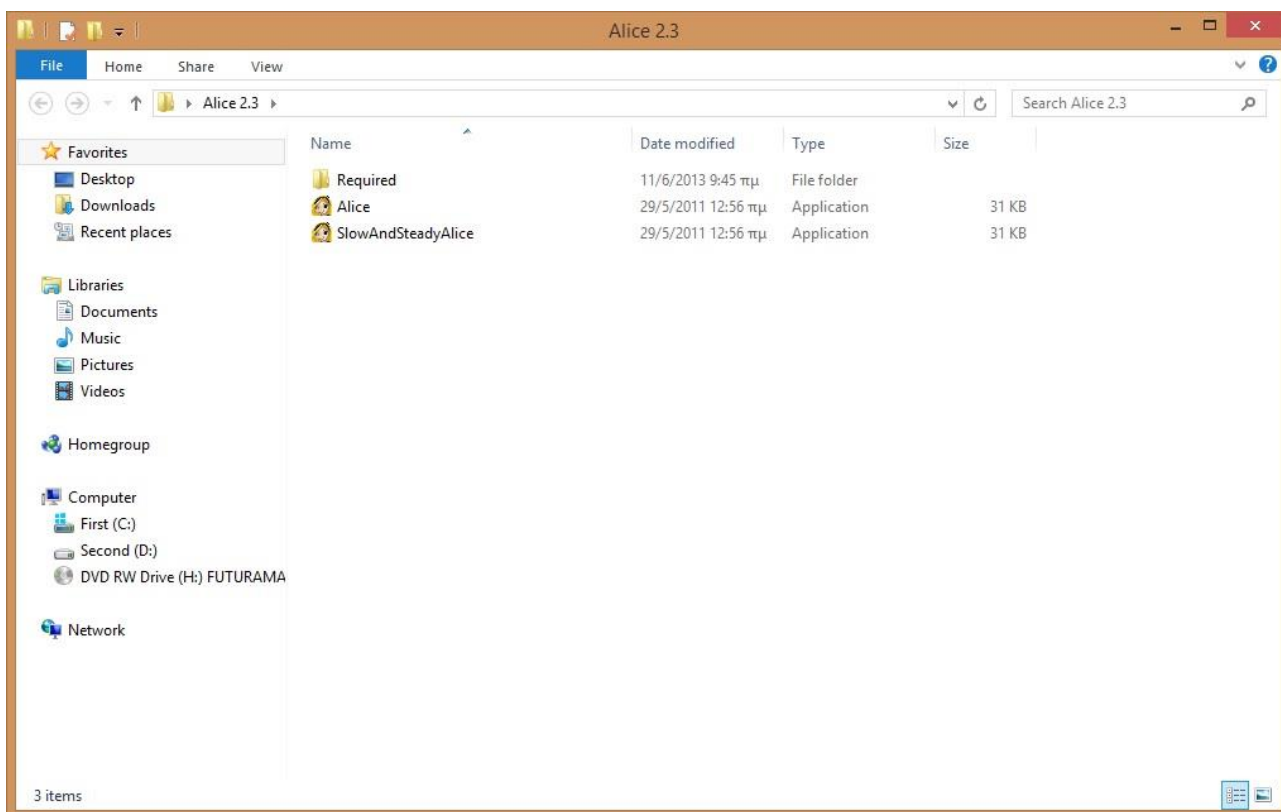 Alice 2.3
File Home Share View
Alice 2.3 Search Alice 2.3
Name Date modified Type Size
Required 11/6/2013 9:45 πμ File folder
Alice 29/5/2011 12:56 πμ Application 31 KB
SlowAndSteadyAlice 29/5/2011 12:56 πμ Application 31 KB
Favorites
Desktop
Downloads
Recent places
Libraries
Documents
Music
Pictures
Videos
Homegroup
Computer
First (C:)
Second (D:)
DVD RW Drive (H:) FUTURAMA
Network
3 items